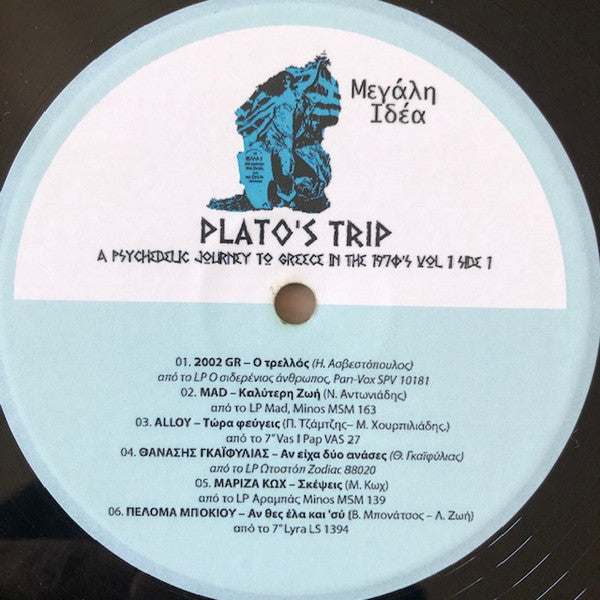 Μεγάλη
Ιδέα
PLATO'S TRIP
A PSYCHEDELIC JOURNEY TO GREECE IN THE 1970'S VOL 1 SIDE 1
01. 2002 GR – Ο τρελλός (Η. Ασβεστόπουλος)
από το LP Ο σιδερένιος άνθρωπος, Pan-Vox SPV 10181
02. MAD – Καλύτερη Ζωή (Ν. Αντωνιάδης)
από το LP Mad, Minos MSM 163
03. ALLOY – Τώρα φεύγεις (Π. Τζάμτζης– Μ. Χουρπιλιάδης.)
από το 7" Vas I Pap VAS 27
04. ΘΑΝΑΣΗΣ ΓΚΑΪΦΥΛΙΑΣ – Αν είχα δύο ανάσες (Θ. Γκαϊφύλιας)
από το LP Ωτοστόπ Zodiac 88020
05. ΜΑΡΙΖΑ ΚΩΧ – Σκέψεις (Μ. Κωχ)
από το LP Αραμπάς Minos MSM 139
06. ΠΕΛΟΜΑ ΜΠΟΚΙΟΥ – Αν θες έλα και 'σύ (Β. Μπονάτσος – Λ. Ζωή)
από το 7" Lyra LS 1394